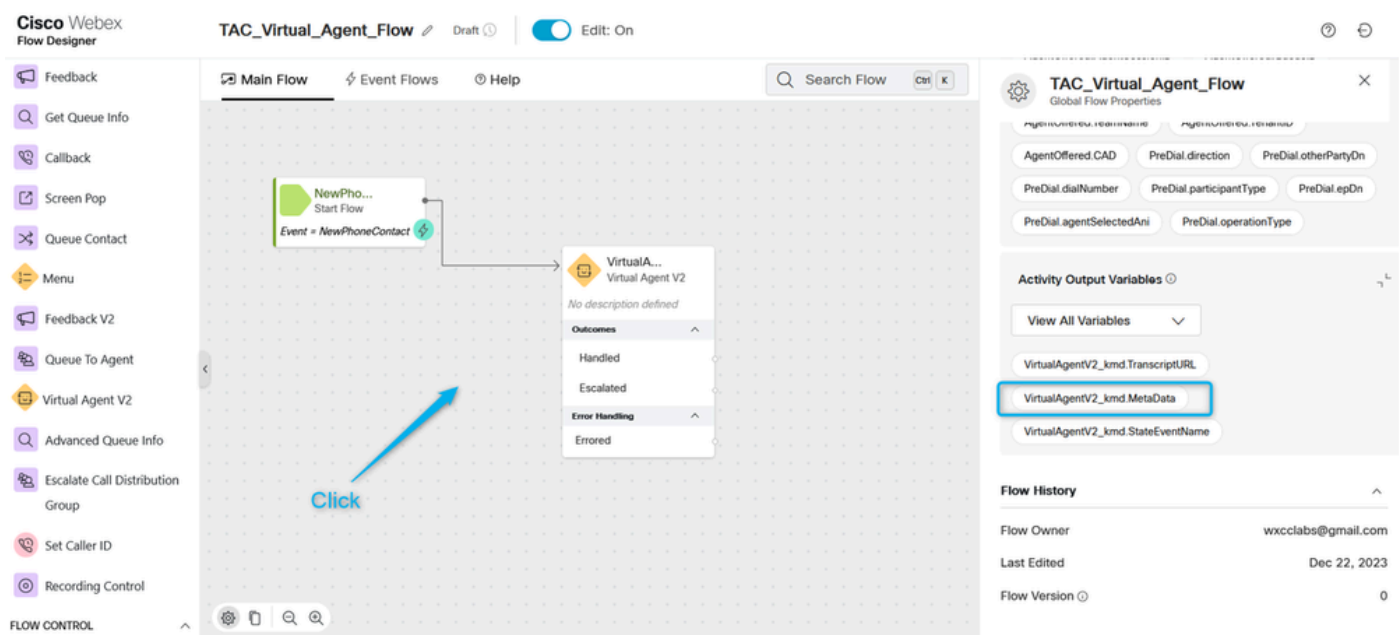 Cisco Webex
Flow Designer
TAC_Virtual_Agent_Flow
Draft
Edit: On
Feedback
Get Queue Info
Callback
Screen Pop
Queue Contact
Menu
Feedback V2
Queue To Agent
Virtual Agent V2
Advanced Queue Info
Escalate Call Distribution
Group
Set Caller ID
Recording Control
FLOW CONTROL
Main Flow
Event Flows
Help
Search Flow
Ctrl K
NewPho...
Start Flow
Event = NewPhoneContact
VirtualA...
Virtual Agent V2
No description defined
Outcomes
Handled
Escalated
Error Handling
Errored
Click
TAC_Virtual_Agent_Flow
Global Flow Properties
AgentOffered.TeamName AgentOffered.TenantID
AgentOffered.CAD PreDial.direction PreDial.otherPartyDn
PreDial.dialNumber PreDial.participantType PreDial.epDn
PreDial.agentSelectedAni PreDial.operationType
Activity Output Variables
View All Variables
VirtualAgentV2_kmd.TranscriptURL
VirtualAgentV2_kmd.MetaData
VirtualAgentV2_kmd.StateEventName
Flow History
Flow Owner wxcclabs@gmail.com
Last Edited Dec 22, 2023
Flow Version 0